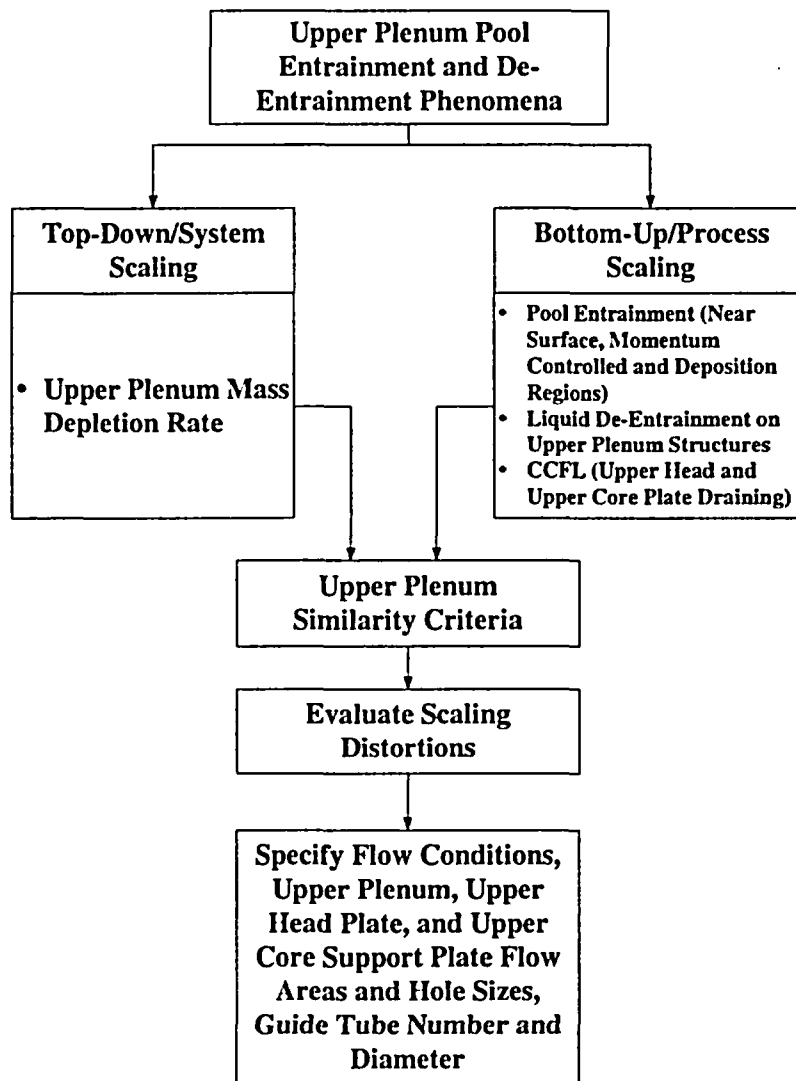 Upper Plenum Pool
Entrainment and De-
Entrainment Phenomena
Top-Down/System
Scaling
• Upper Plenum Mass
Depletion Rate
Bottom-Up/Process
Scaling
• Pool Entrainment (Near
Surface, Momentum
Controlled and Deposition
Regions)
• Liquid De-Entrainment on
Upper Plenum Structures
• CCFL (Upper Head and
Upper Core Plate Draining)
Upper Plenum
Similarity Criteria
Evaluate Scaling
Distortions
Specify Flow Conditions,
Upper Plenum, Upper
Head Plate, and Upper
Core Support Plate Flow
Areas and Hole Sizes,
Guide Tube Number and
Diameter